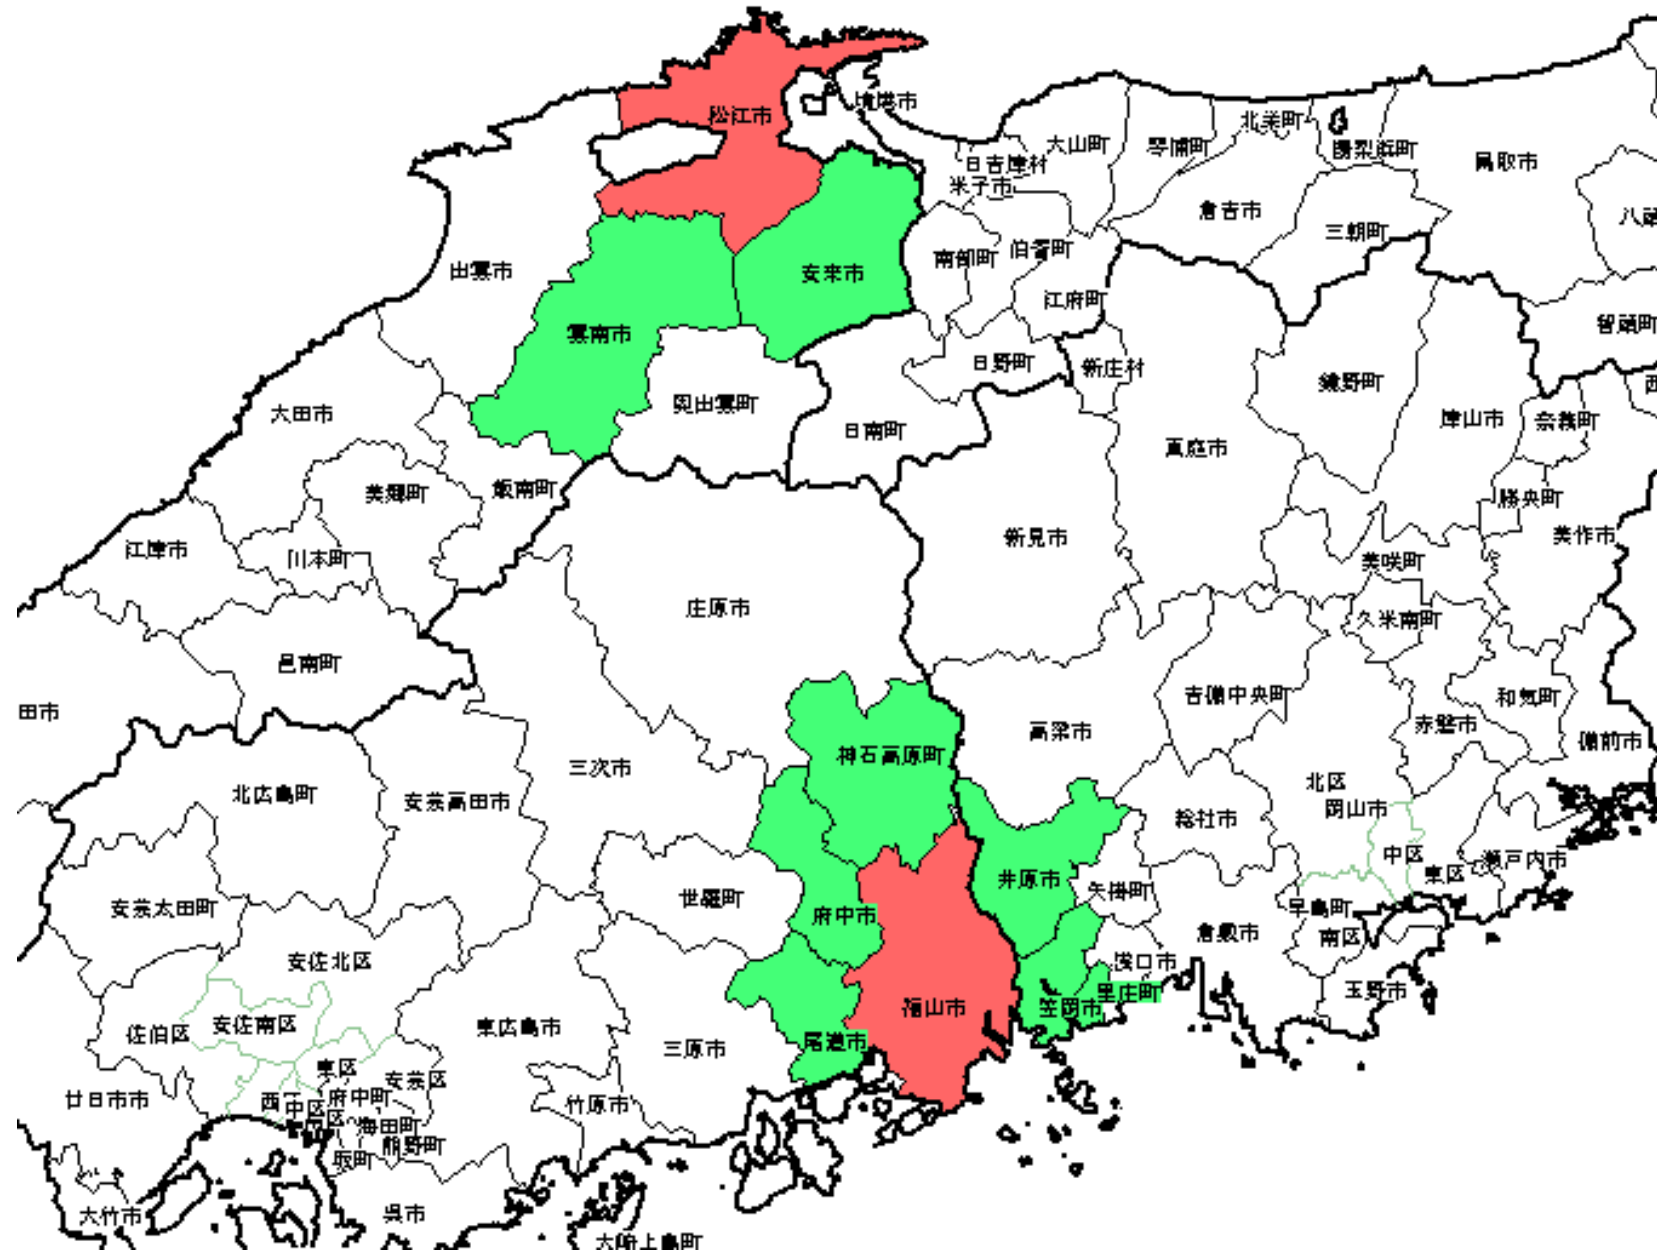 松江市
境港市
北栄町
大山町
琴浦町
湯梨浜町
日吉津村
鳥取市
米子市
倉吉市
八頭
三朝町
伯耆町
南部町
出雲市
安来市
江府町
智頭町
雲南市
日野町
新庄村
鏡野町
西
奥出雲町
大田市
津山市
奈義町
日南町
真庭市
美郷町
飯南町
勝央町
新見市
美作市
江津市
川本町
美咲町
庄原市
久米南町
邑南町
吉備中央町
和気町
田市
赤磐市
高梁市
備前市
神石高原町
三次市
北区
北広島町
安芸高田市
岡山市
総社市
中区
瀬戸内市
東区
井原市
矢掛町
世羅町
安芸太田町
早島町
府中市
倉敷市
南区
安佐北区
浅口市
里庄町
玉野市
笠岡市
福山市
安佐南区
東広島市
佐伯区
尾道市
三原市
東区
安芸区
廿日市市
府中町
西
中区
区
竹原市
海田町
熊野町
坂町
呉市
大竹市
大崎上島町